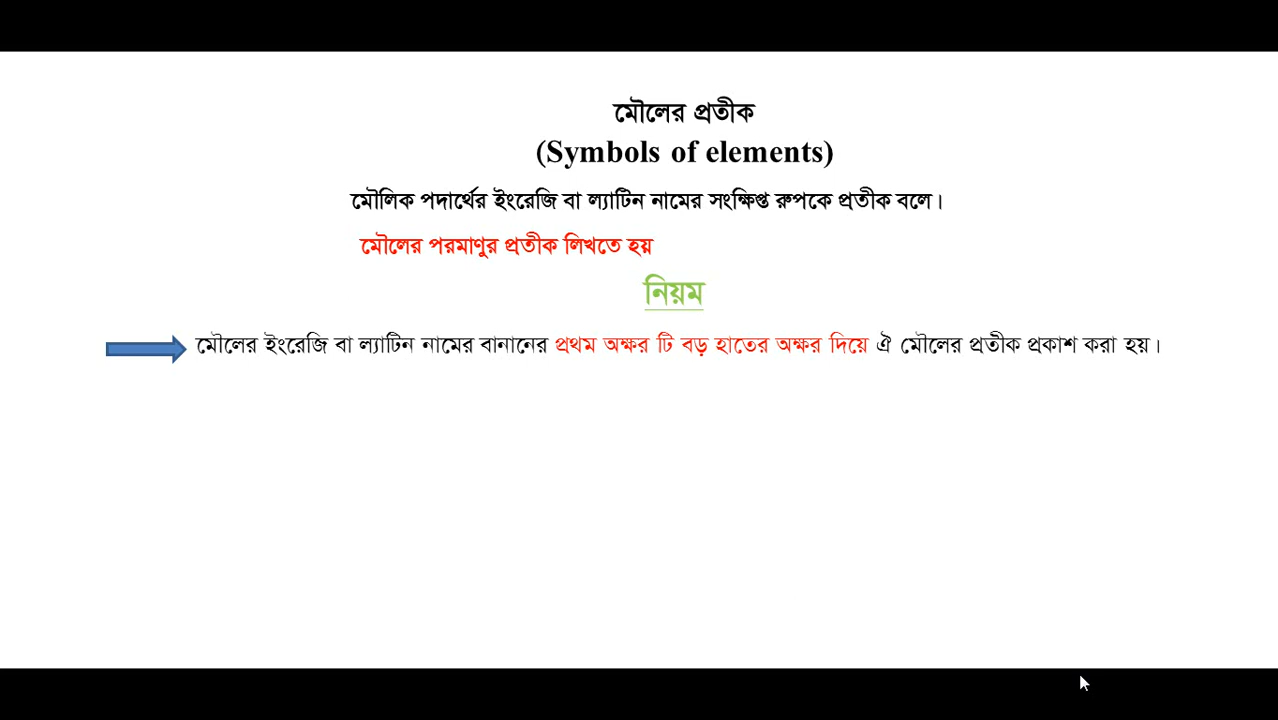 মৌলের প্রতীক
(Symbols of elements)
মৌলিক পদার্থের ইংরেজি বা ল্যাটিন নামের সংক্ষিপ্ত রুপকে প্রতীক বলে।
মৌলের পরমাণুর প্রতীক লিখতে হয়
নিয়ম
মৌলের ইংরেজি বা ল্যাটিন নামের বানানের প্রথম অক্ষর টি বড় হাতের অক্ষর দিয়ে ঐ মৌলের প্রতীক প্রকাশ করা হয়।